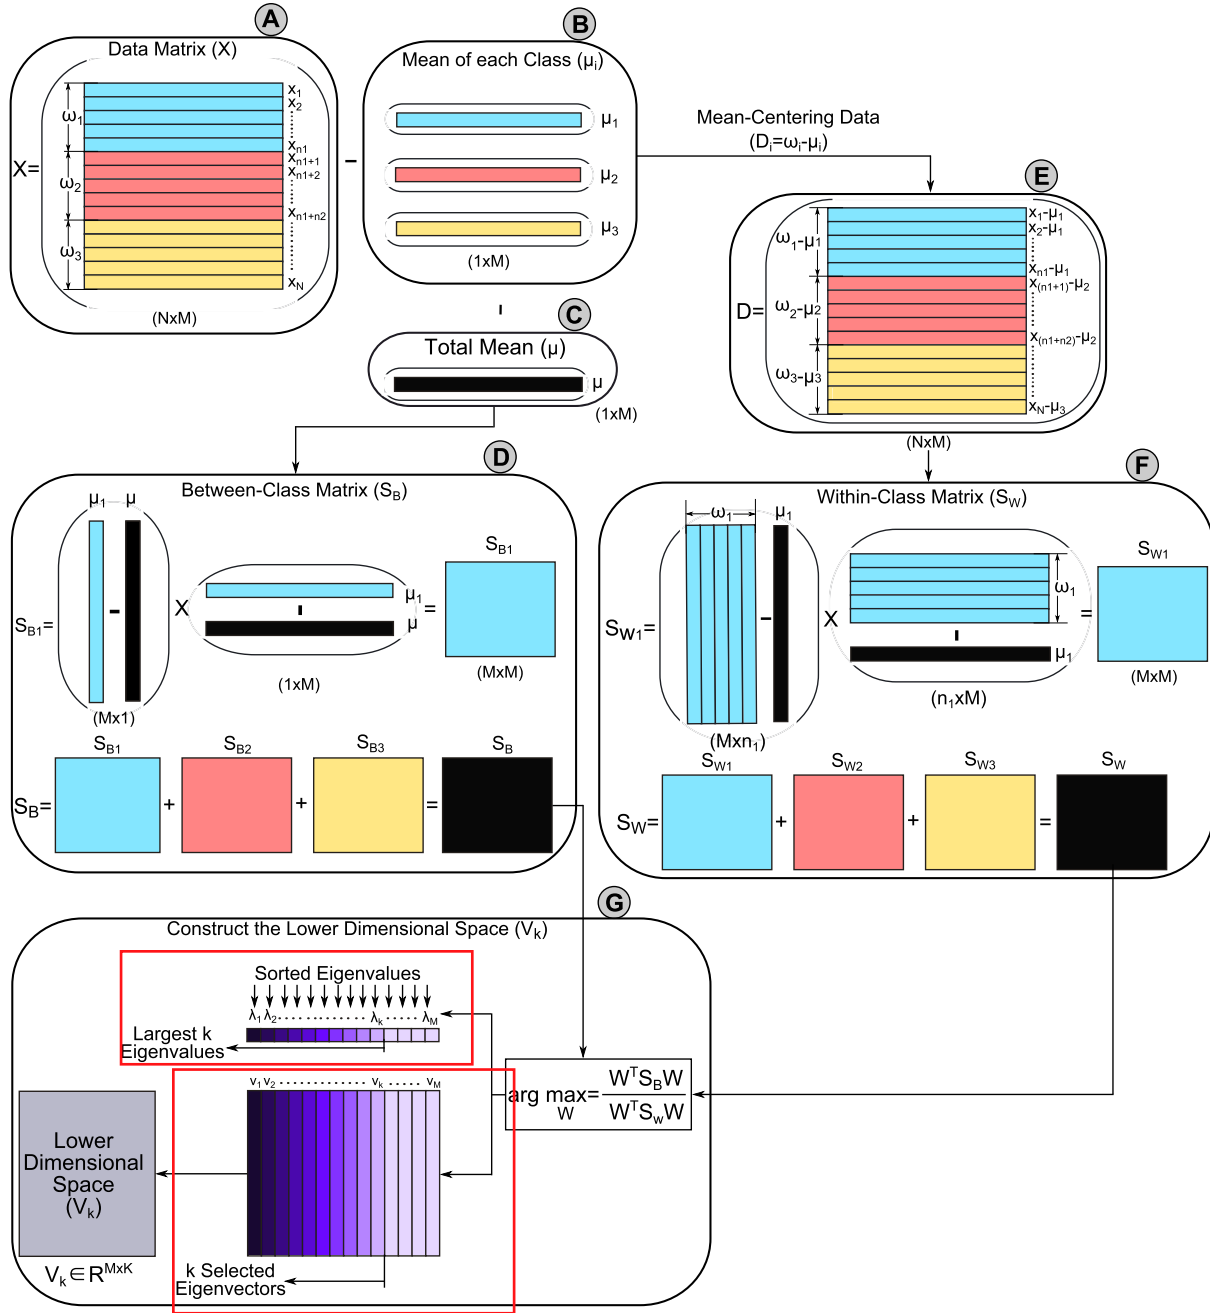 A
Data Matrix (X)
X=
ω1
ω2
ω3
x1
x2
xn1
xn1+1
xn1+2
xn1+n2
xN
(NxM)
−
B
Mean of each Class (μi)
μ1
μ2
μ3
(1xM)
−
C
Total Mean (μ)
μ
(1xM)
Mean-Centering Data
(Di=ωi-μi)
E
D=
ω1-μ1
ω2-μ2
ω3-μ3
x1-μ1
x2-μ1
xn1-μ1
x(n1+1)-μ2
x(n1+n2)-μ2
xN-μ3
(NxM)
D
Between-Class Matrix (SB)
μ1 μ
SB1=
−
(Mx1)
X
μ1
−
μ
(1xM)
=
SB1
(MxM)
SB1 SB2 SB3 SB
SB= + + =
F
Within-Class Matrix (SW)
ω1 μ1
SW1=
−
(Mxn1)
X
ω1
−
μ1
(n1xM)
=
SW1
(MxM)
SW1 SW2 SW3 SW
SW= + + =
G
Construct the Lower Dimensional Space (Vk)
Sorted Eigenvalues
λ1 λ2 ............... λk ...... λM
Largest k
Eigenvalues
v1 v2 ............... vk ...... vM
k Selected
Eigenvectors
arg max=
W
WTSBW
WTSwW
Lower
Dimensional
Space
(Vk)
Vk∈RMxK